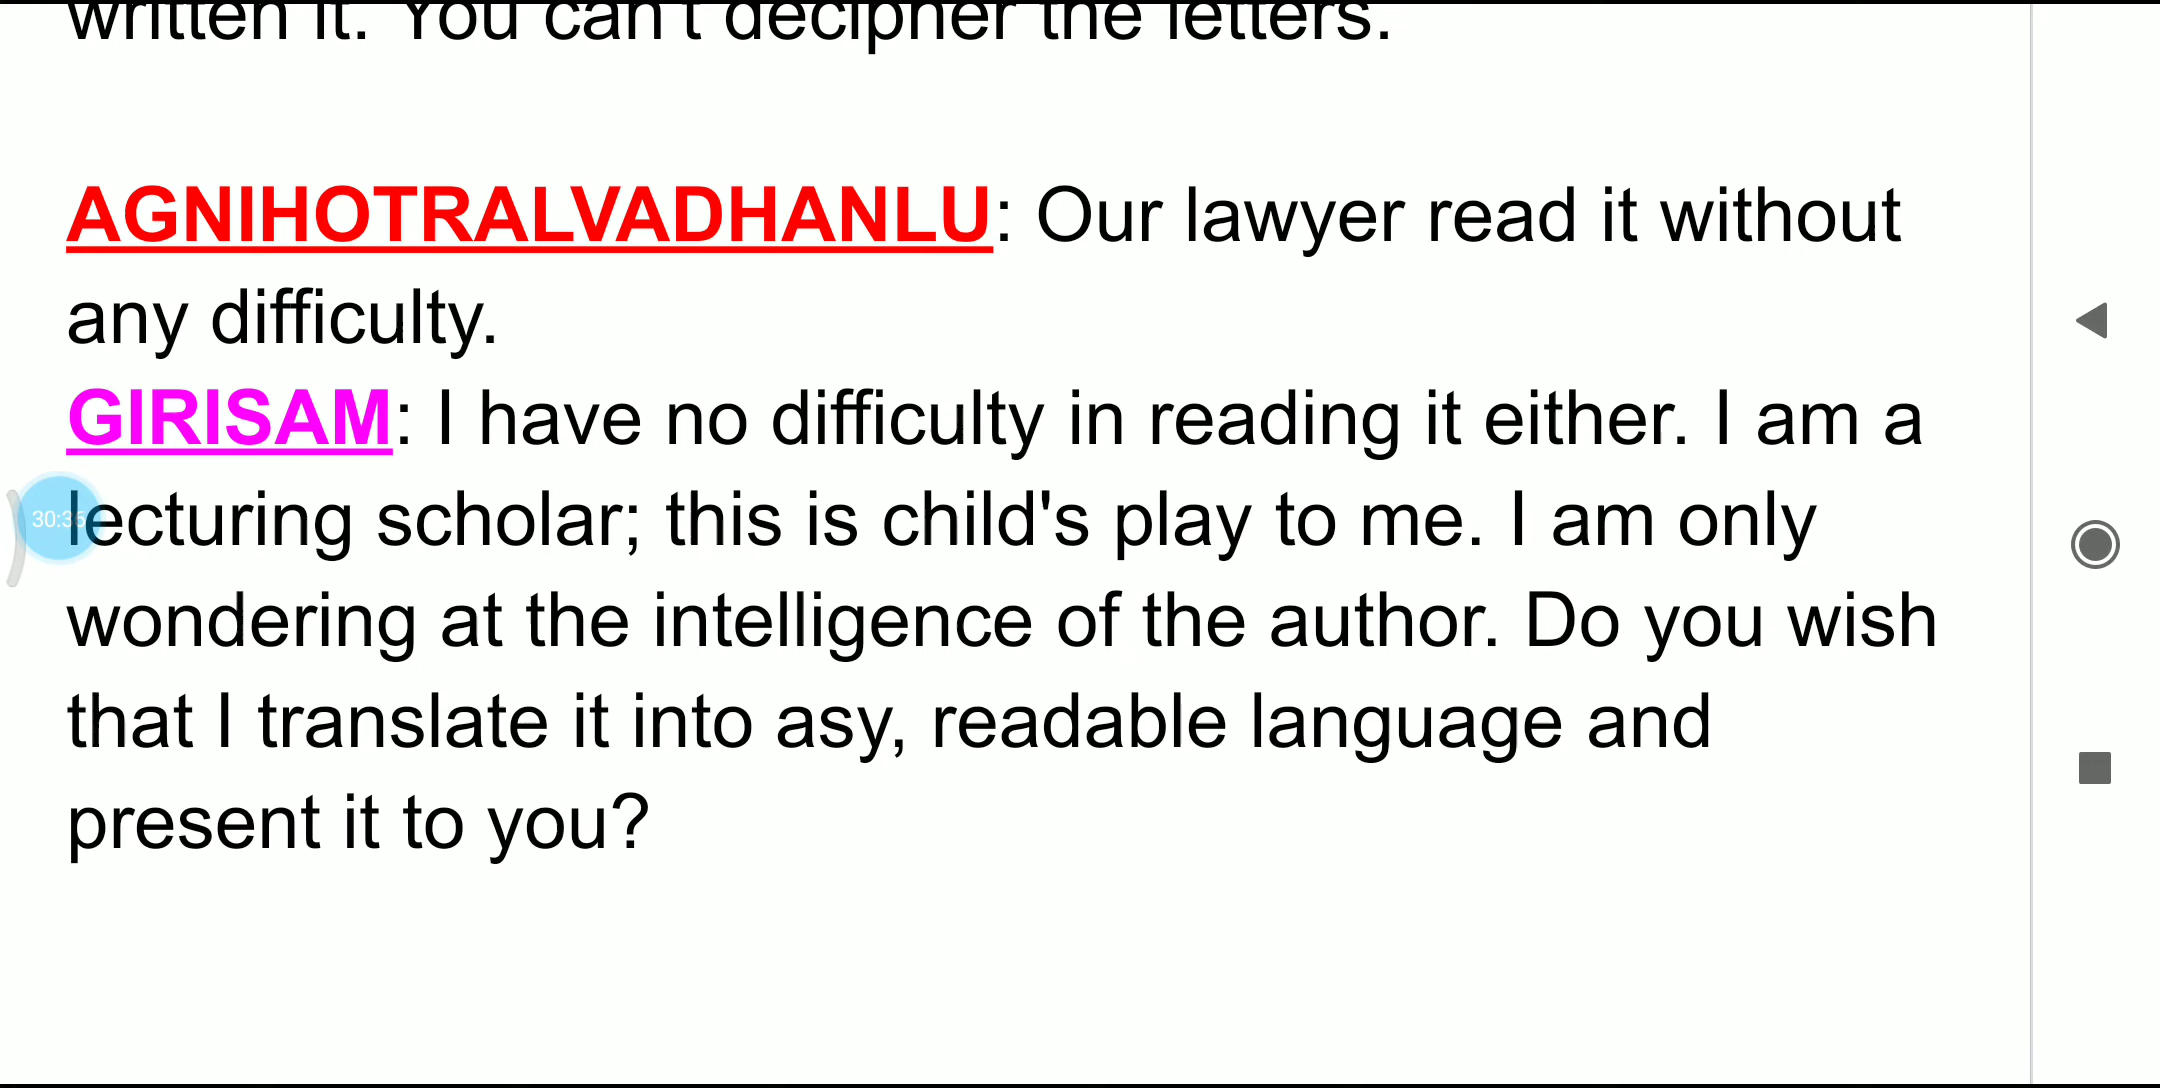 written it. You can't decipher the letters.
AGNIHOTRALVADHANLU: Our lawyer read it without
any difficulty.
GIRISAM: I have no difficulty in reading it either. I am a
lecturing scholar; this is child's play to me. I am only
30:36
wondering at the intelligence of the author. Do you wish
that I translate it into asy, readable language and
present it to you?